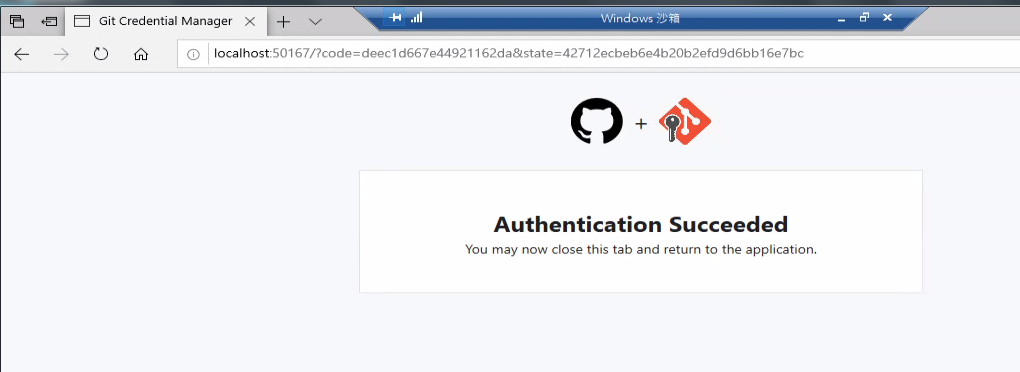 Git Credential Manager
Windows 沙箱
localhost:50167/?code=deec1d667e44921162da&state=42712ecbeb6e4b20b2efd9d6bb16e7bc
+
Authentication Succeeded
You may now close this tab and return to the application.